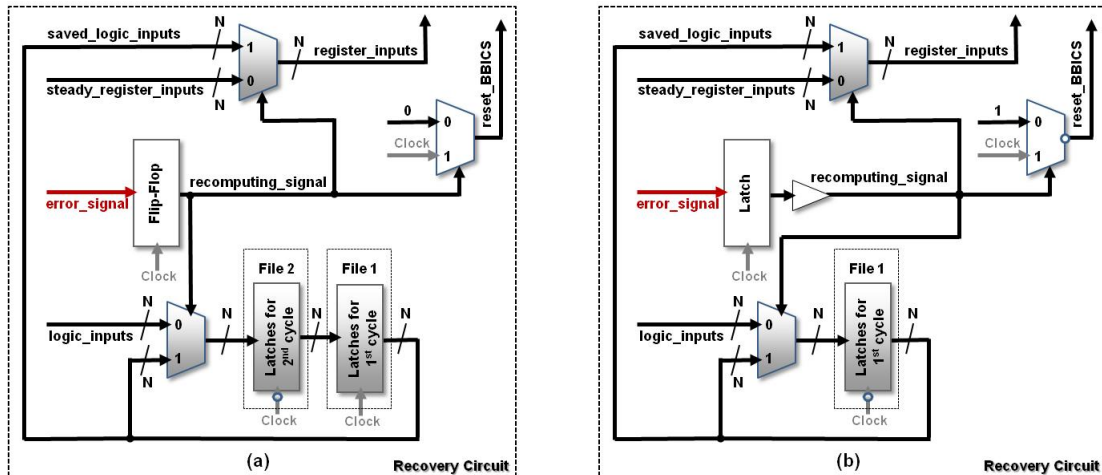 N
saved_logic_inputs
1
N
register_inputs
N
steady_register_inputs
0
N
reset_BBICS
0
0
Clock
1
Flip-Flop
recomputing_signal
error_signal
Clock
File 2
File 1
N
logic_inputs
0
N
Latches for 2nd cycle
N
Latches for 1st cycle
N
1
N
Clock
Clock
(a)
Recovery Circuit
N
saved_logic_inputs
1
N
register_inputs
N
steady_register_inputs
0
N
reset_BBICS
1
0
Clock
1
Latch
recomputing_signal
error_signal
Clock
File 1
N
logic_inputs
0
N
Latches for 1st cycle
N
1
N
Clock
(b)
Recovery Circuit